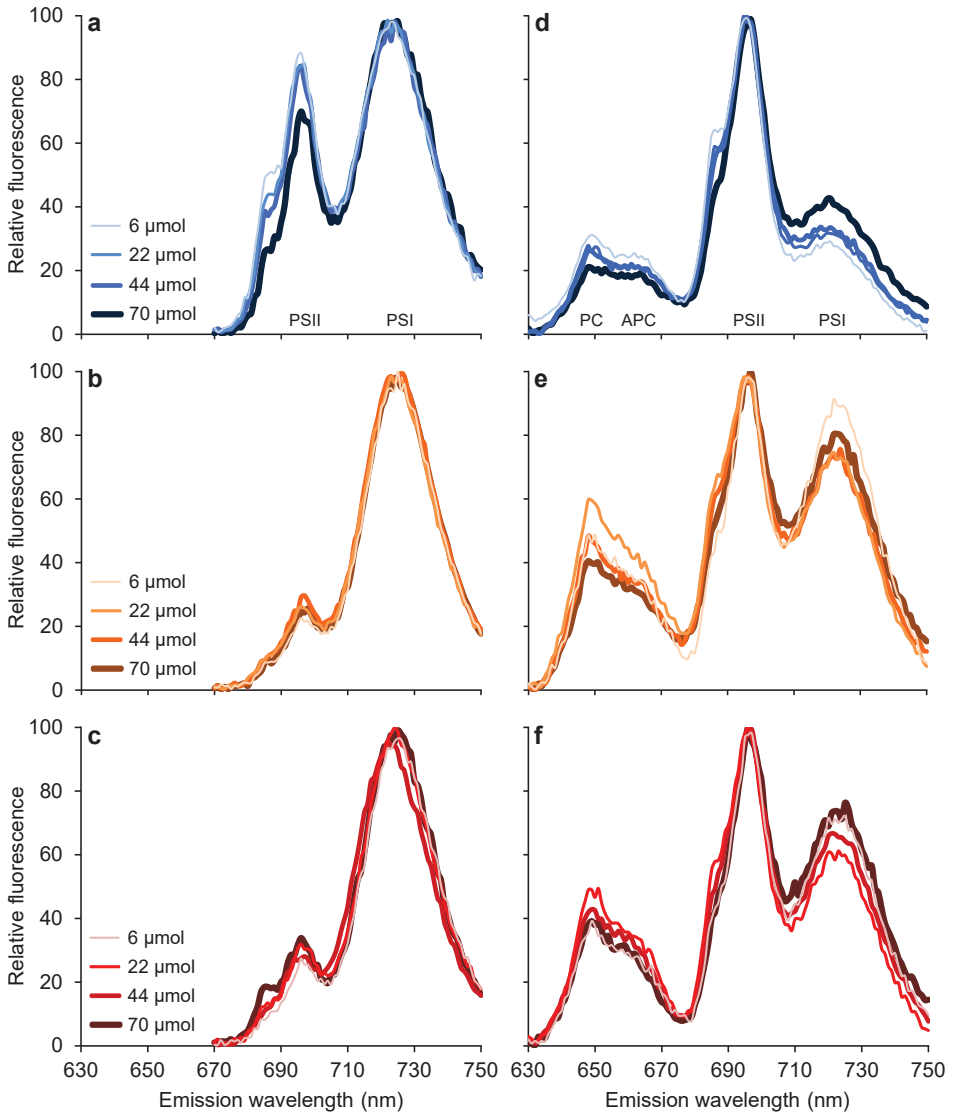 a
100
80
60
40
20
0
Relative fluorescence
6 µmol
22 µmol
44 µmol
70 µmol
PSII
PSI
d
PC
APC
PSII
PSI
b
100
80
60
40
20
0
Relative fluorescence
6 µmol
22 µmol
44 µmol
70 µmol
e
c
100
80
60
40
20
0
Relative fluorescence
6 µmol
22 µmol
44 µmol
70 µmol
630 650 670 690 710 730 750
Emission wavelength (nm)
f
630 650 670 690 710 730 750
Emission wavelength (nm)